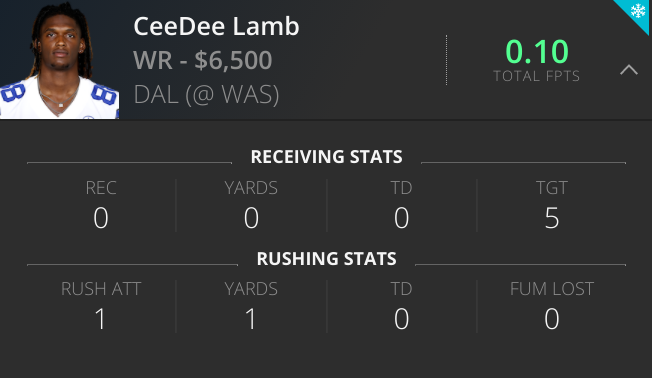 CeeDee Lamb
WR - $6,500
DAL (@ WAS)
0.10
TOTAL FPTS
RECEIVING STATS
REC YARDS TD TGT
0 0 0 5
RUSHING STATS
RUSH ATT YARDS TD FUM LOST
1 1 0 0